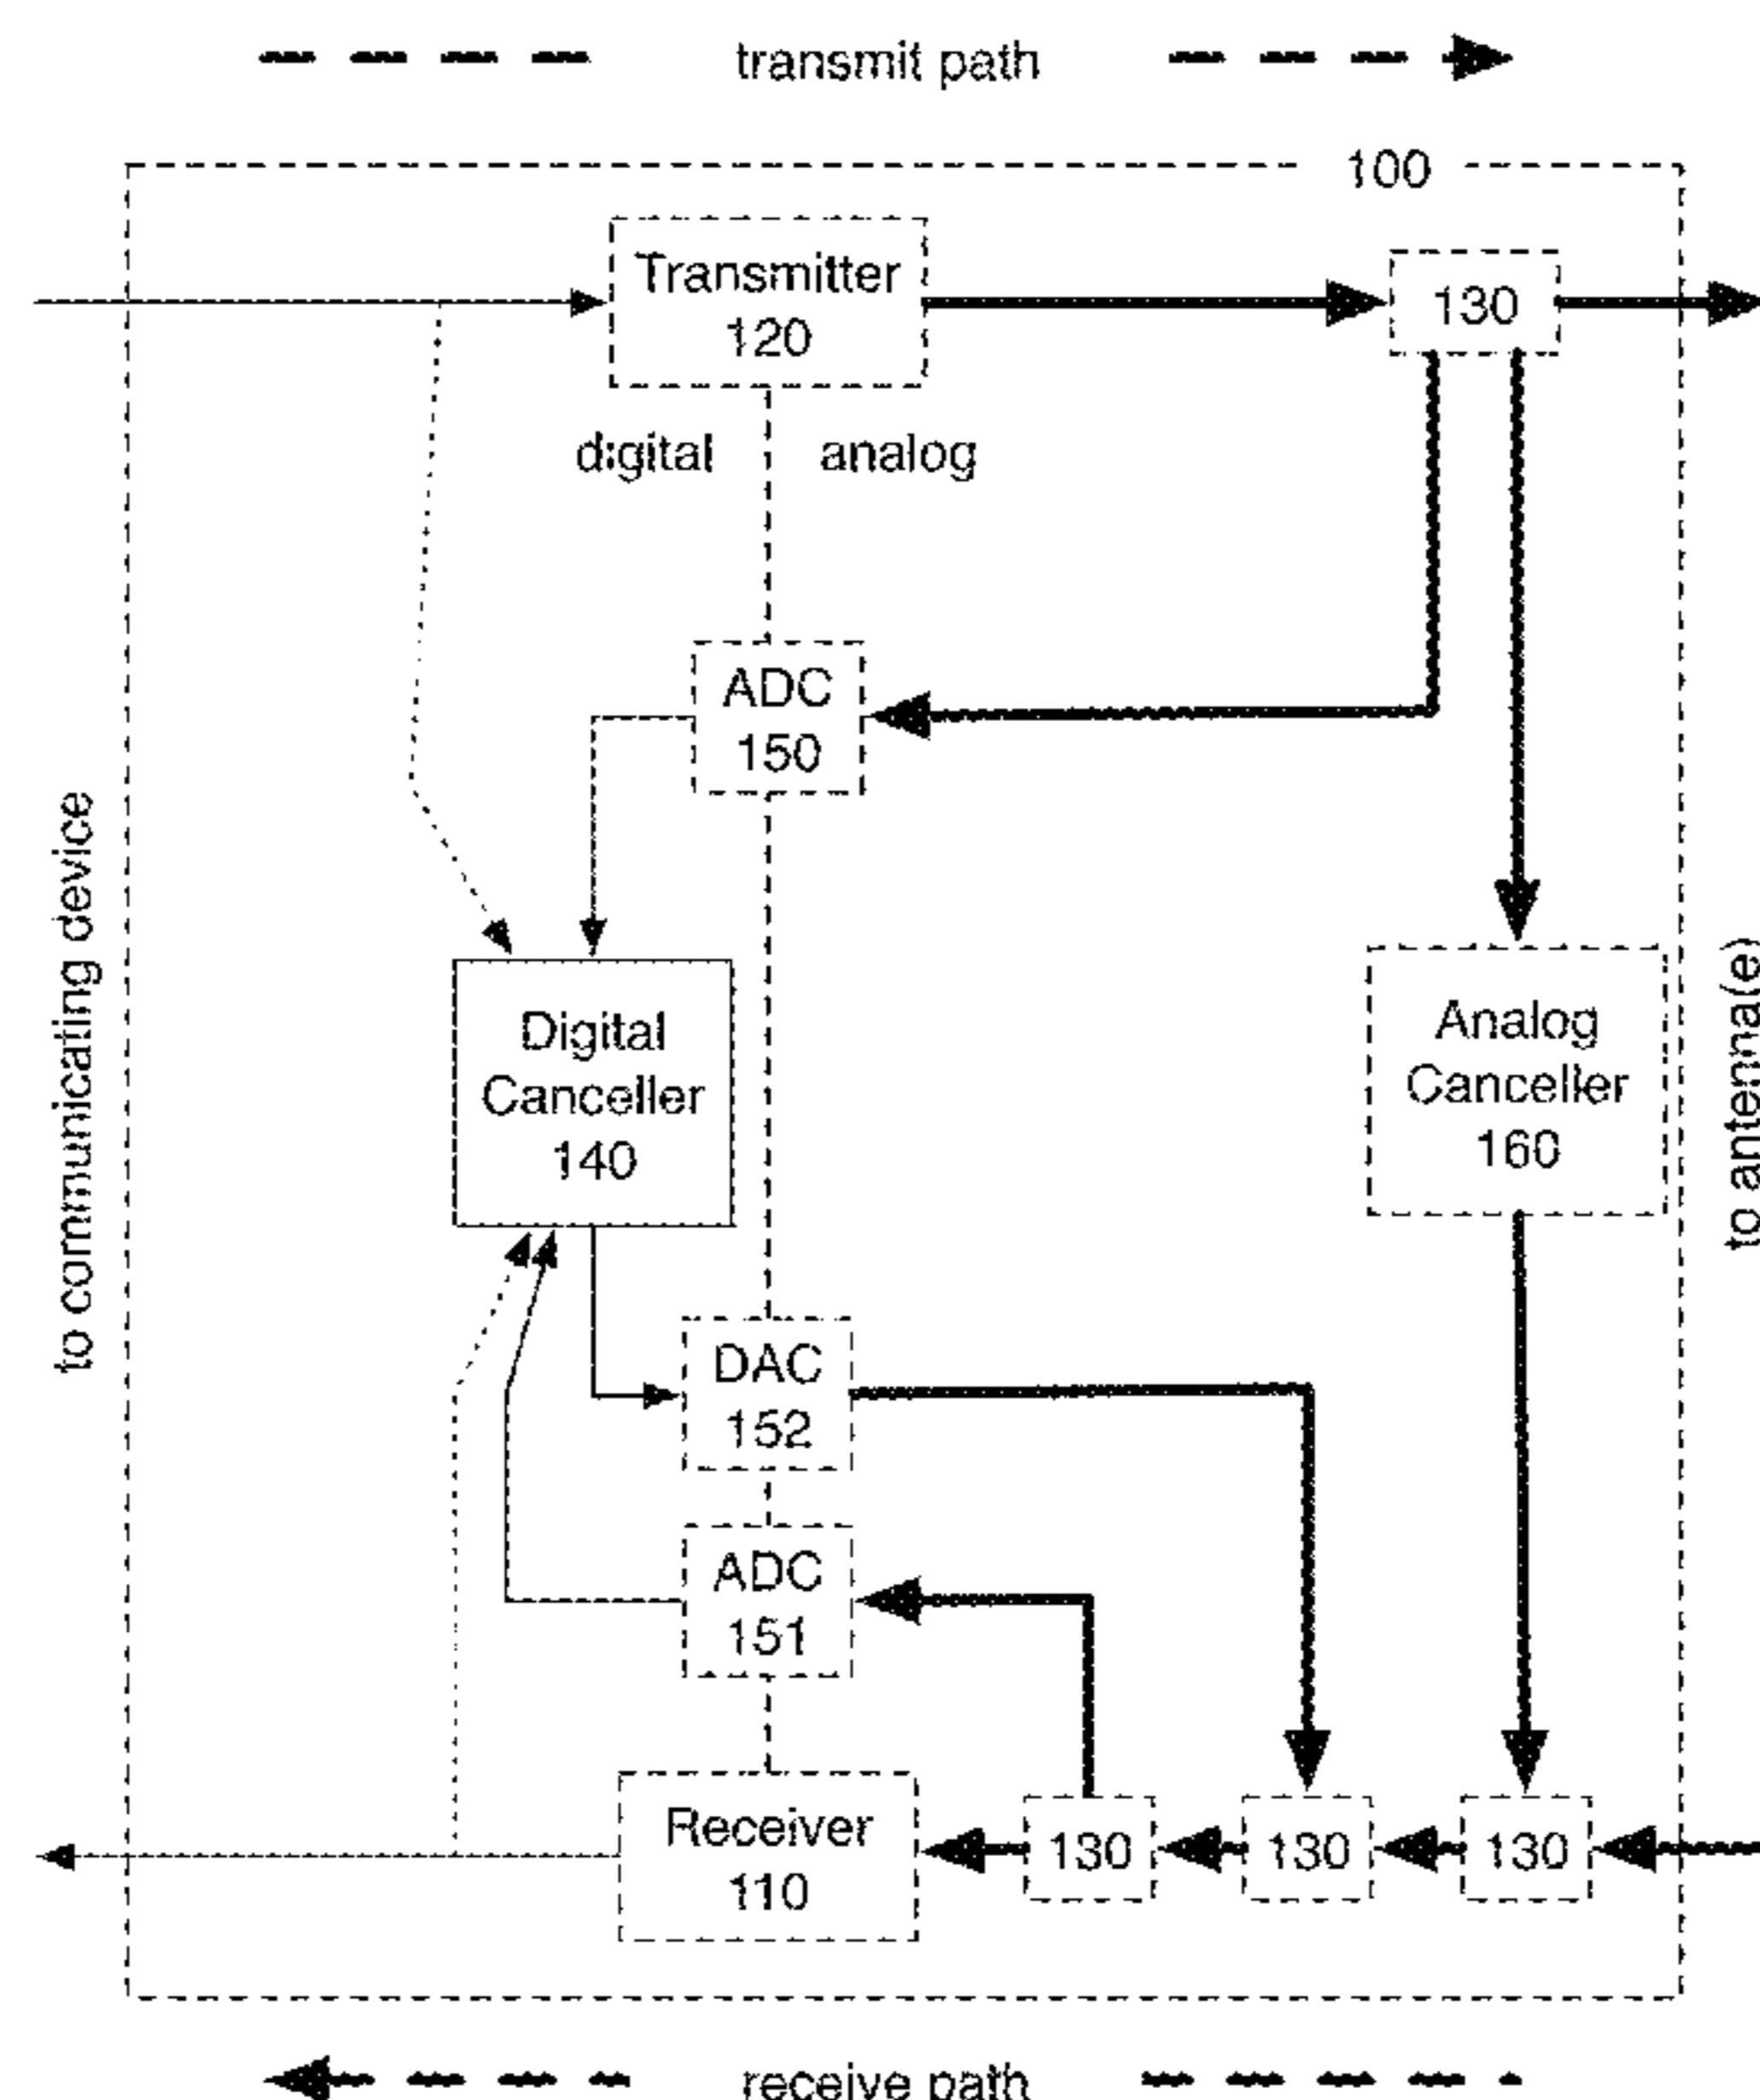 transmit path
100
Transmitter
120
130
digital
analog
ADC
150
to communicating device
Digital
Canceller
140
Analog
Canceller
160
to antenna(e)
DAC
152
ADC
151
Receiver
110
130
130
130
receive path